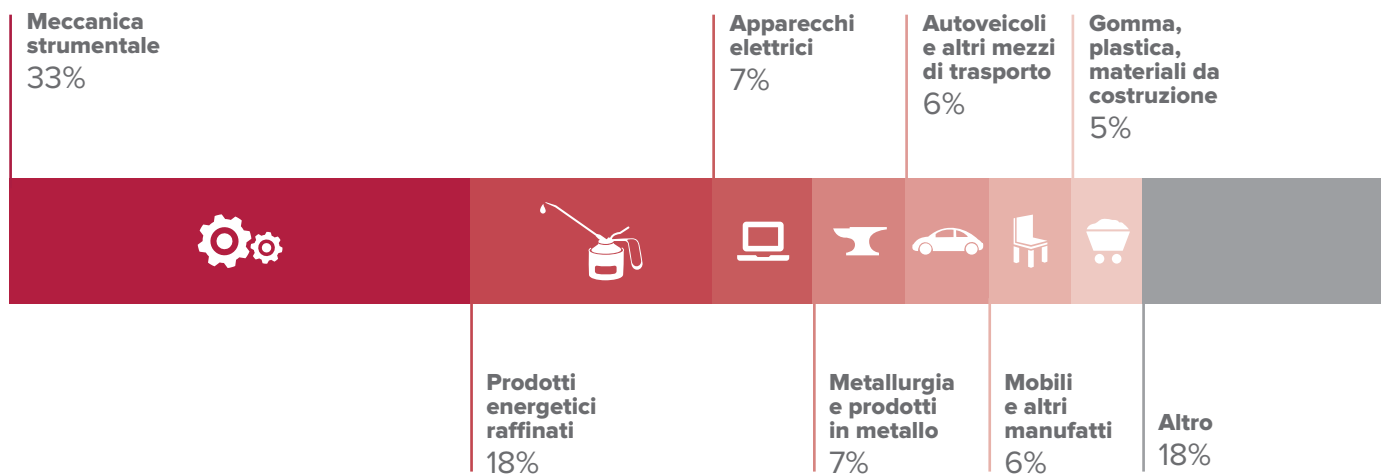 Meccanica
strumentale
33%
Apparecchi
elettrici
7%
Autoveicoli
e altri mezzi
di trasporto
6%
Gomma,
plastica,
materiali da
costruzione
5%
Prodotti
energetici
raffinati
18%
Metallurgia
e prodotti
in metallo
7%
Mobili
e altri
manufatti
6%
Altro
18%